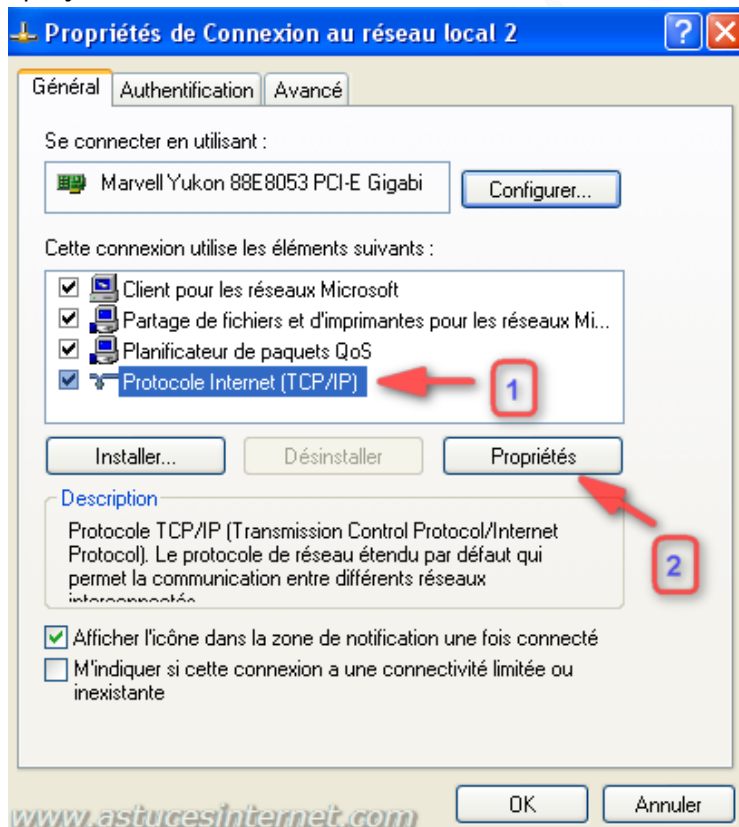 Propriétés de Connexion au réseau local 2
Général Authentification Avancé
Se connecter en utilisant :
Marvell Yukon 88E8053 PCI-E Gigabi Configurer...
Cette connexion utilise les éléments suivants :
Client pour les réseaux Microsoft
Partage de fichiers et d'imprimantes pour les réseaux Mi...
Planificateur de paquets QoS
Protocole Internet (TCP/IP) 1
Installer... Désinstaller Propriétés
Description
Protocole TCP/IP (Transmission Control Protocol/Internet
Protocol). Le protocole de réseau étendu par défaut qui
permet la communication entre différents réseaux
2
Afficher l'icône dans la zone de notification une fois connecté
M'indiquer si cette connexion a une connectivité limitée ou
inexistante
OK Annuler
www.astucesinternet.com